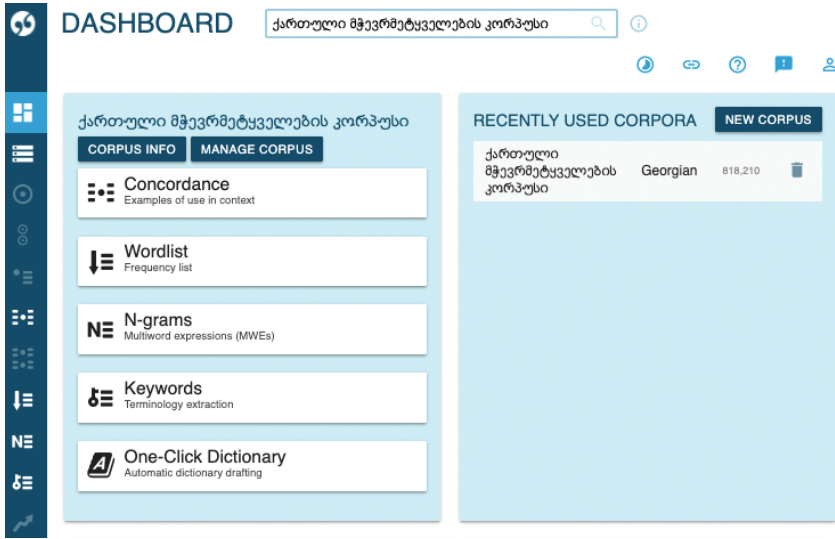 DASHBOARD
ქართული მჭევრმეტყველების კორპუსი
ქართული მჭევრმეტყველების კორპუსი
CORPUS INFO
MANAGE CORPUS
Concordance
Examples of use in context
Wordlist
Frequency list
N-grams
Multiword expressions (MWEs)
Keywords
Terminology extraction
One-Click Dictionary
Automatic dictionary drafting
RECENTLY USED CORPORA
NEW CORPUS
ქართული
მჭევრმეტყველების
კორპუსი
Georgian
818,210